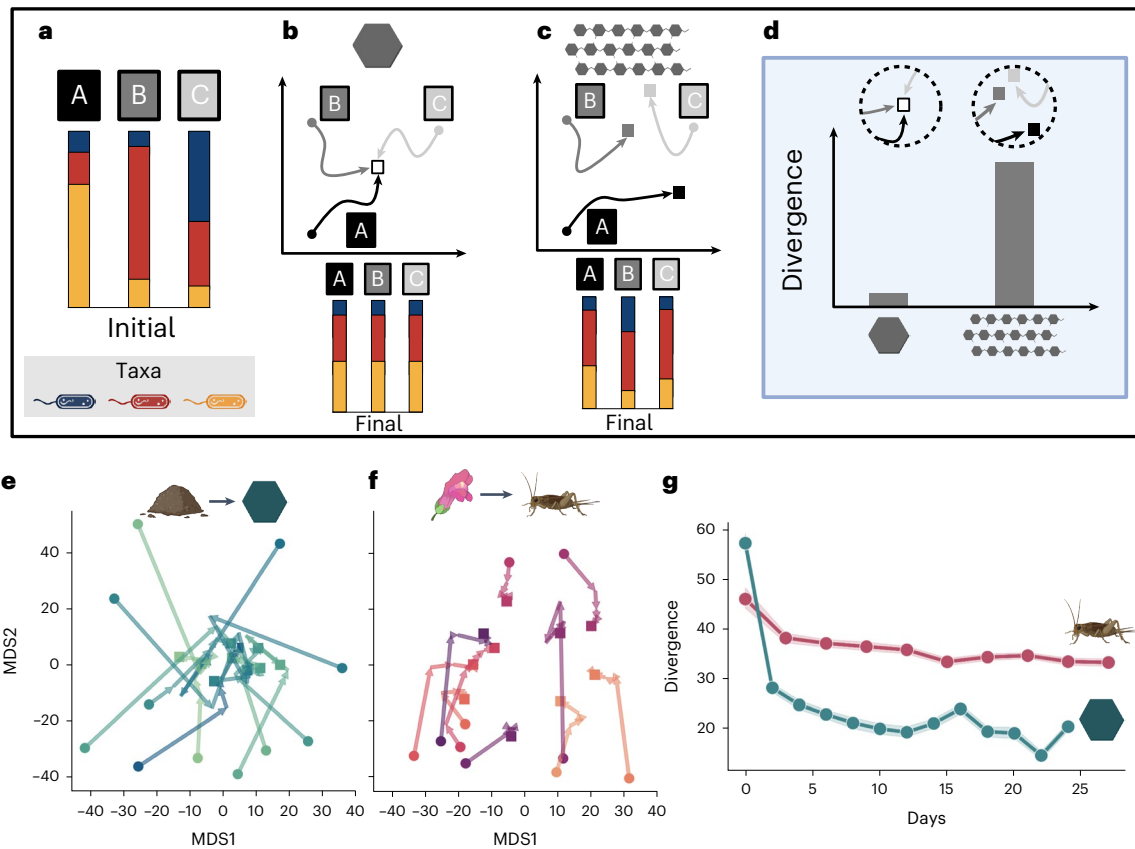 a
A B C
Initial
Taxa
b
B C
A
A B C
Final
c
B C
A
A B C
Final
d
Divergence
e
MDS2
40
20
0
−20
−40
−40 −30 −20 −10 0 10 20 30 40
MDS1
f
−40 −30 −20 −10 0 10 20 30 40
MDS1
g
Divergence
60
50
40
30
20
0 5 10 15 20 25
Days